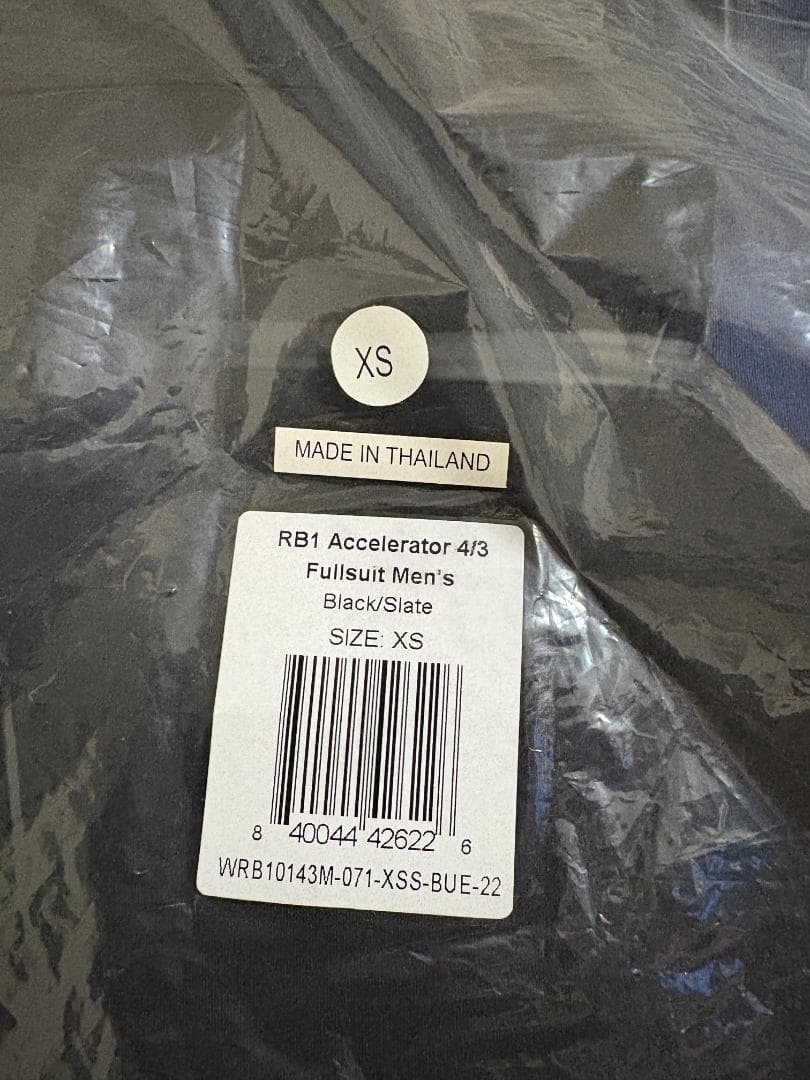 XS
MADE IN THAILAND
RB1 Accelerator 4/3
Fullsuit Men's
Black/Slate
SIZE: XS
8 40044 42622 6
WRB10143M-071-XSS-BUE-22